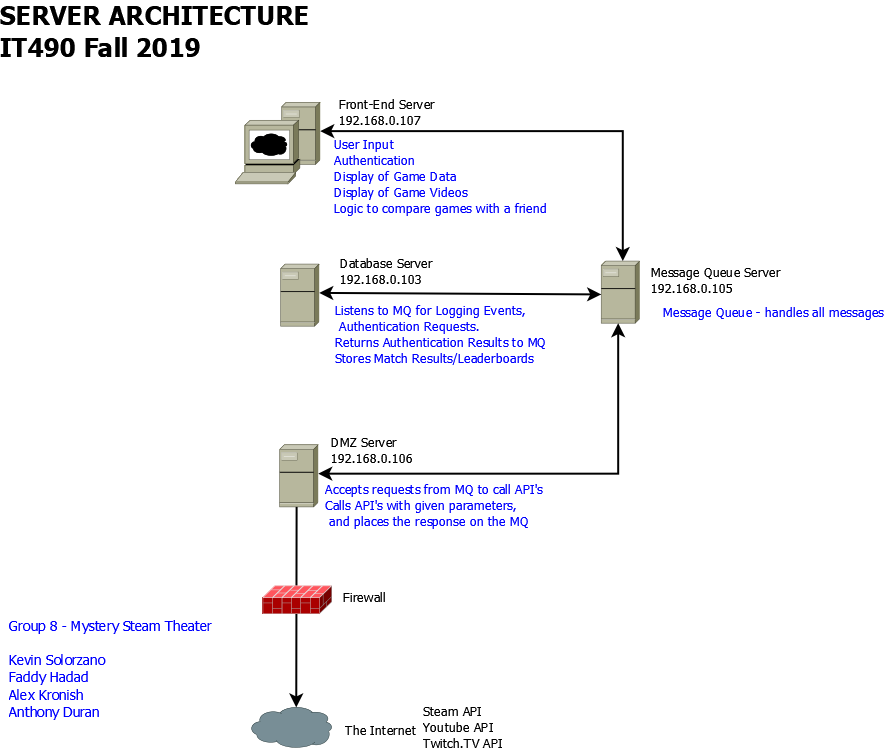 SERVER ARCHITECTURE
IT490 Fall 2019
Front-End Server
192.168.0.107
User Input
Authentication
Display of Game Data
Display of Game Videos
Logic to compare games with a friend
Database Server
192.168.0.103
Listens to MQ for Logging Events,
Authentication Requests.
Returns Authentication Results to MQ
Stores Match Results/Leaderboards
Message Queue Server
192.168.0.105
Message Queue - handles all messages
DMZ Server
192.168.0.106
Accepts requests from MQ to call API's
Calls API's with given parameters,
and places the response on the MQ
Firewall
Group 8 - Mystery Steam Theater
Kevin Solorzano
Faddy Hadad
Alex Kronish
Anthony Duran
The Internet
Steam API
Youtube API
Twitch.TV API